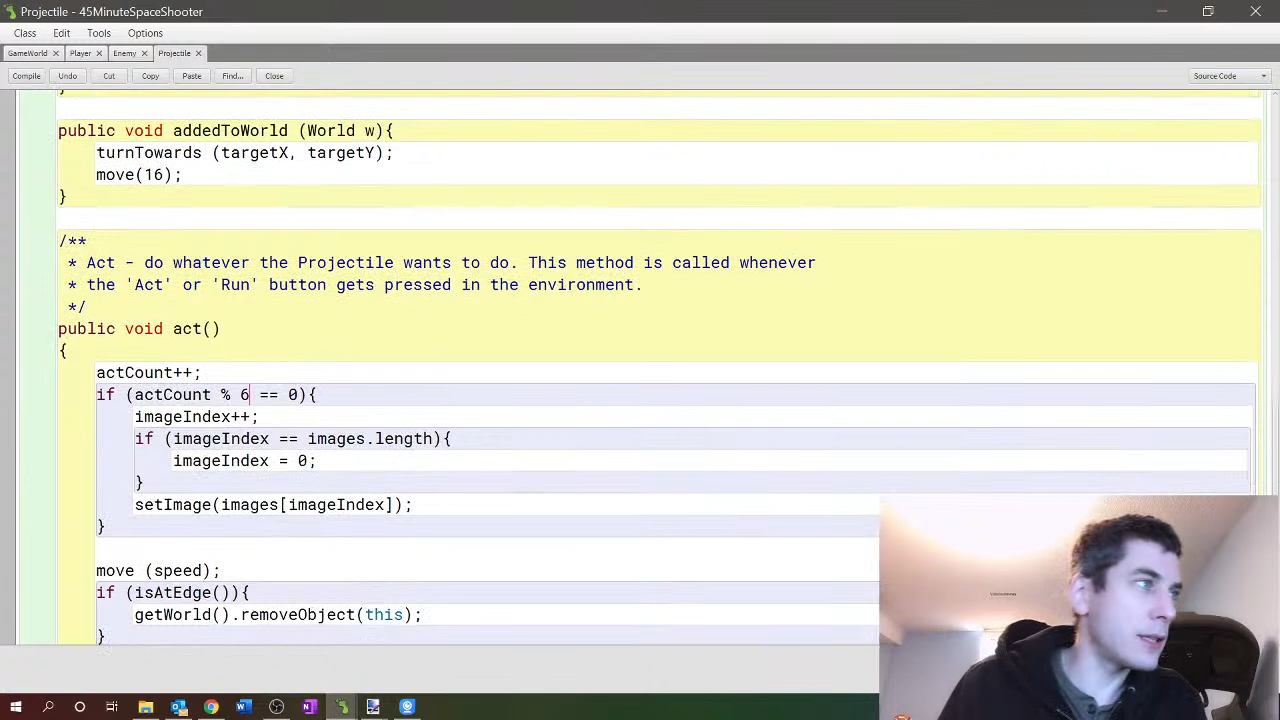 Projectile - 45MinuteSpaceShooter
Class Edit Tools Options
GameWorld Player Enemy Projectile
Compile Undo Cut Copy Paste Find... Close Source Code
public void addedToWorld (World w){
turnTowards (targetX, targetY);
move(16);
}
/**
* Act - do whatever the Projectile wants to do. This method is called whenever
* the 'Act' or 'Run' button gets pressed in the environment.
*/
public void act()
{
actCount++;
if (actCount % 6 == 0){
imageIndex++;
if (imageIndex == images.length){
imageIndex = 0;
}
setImage(images[imageIndex]);
}
move (speed);
if (isAtEdge()){
getWorld().removeObject(this);
}